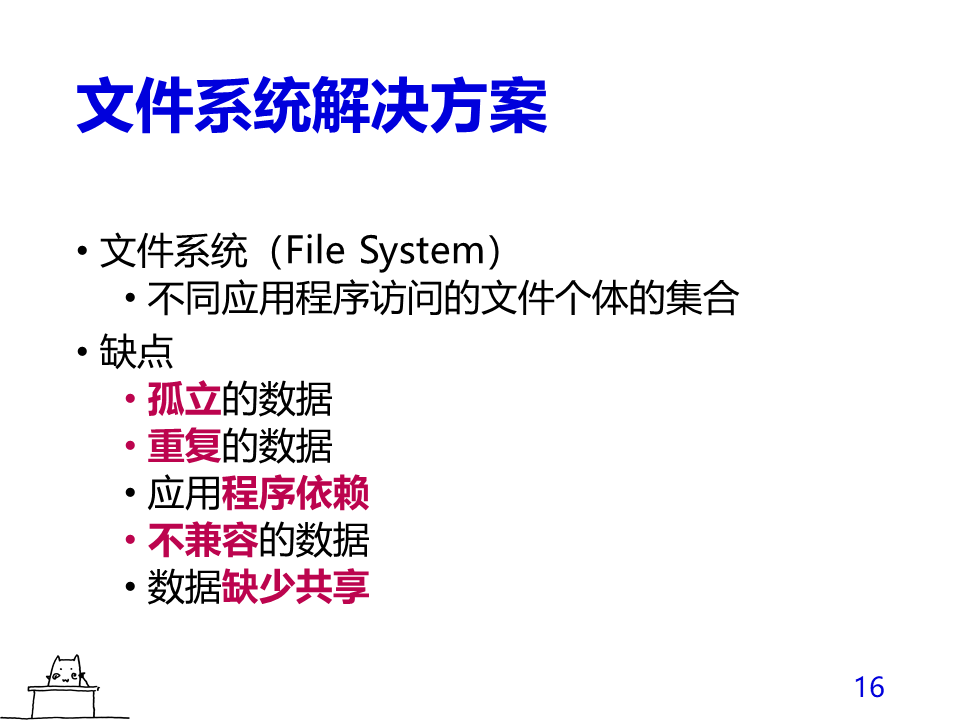 文件系统解决方案
• 文件系统（File System）
• 不同应用程序访问的文件个体的集合
• 缺点
• 孤立的数据
• 重复的数据
• 应用程序依赖
• 不兼容的数据
• 数据缺少共享
16